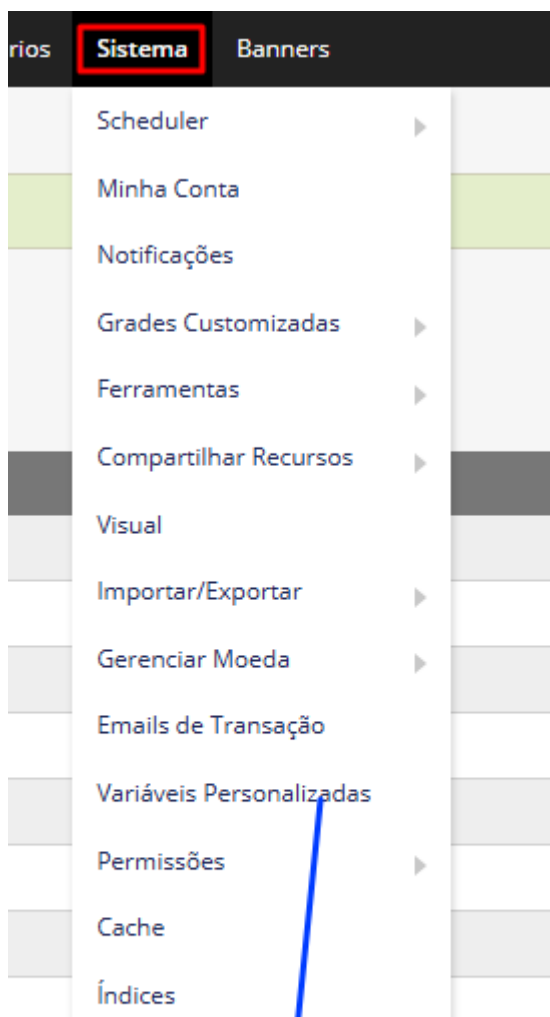 rios Sistema Banners
Scheduler
Minha Conta
Notificações
Grades Customizadas
Ferramentas
Compartilhar Recursos
Visual
Importar/Exportar
Gerenciar Moeda
Emails de Transação
Variáveis Personalizadas
Permissões
Cache
Índices